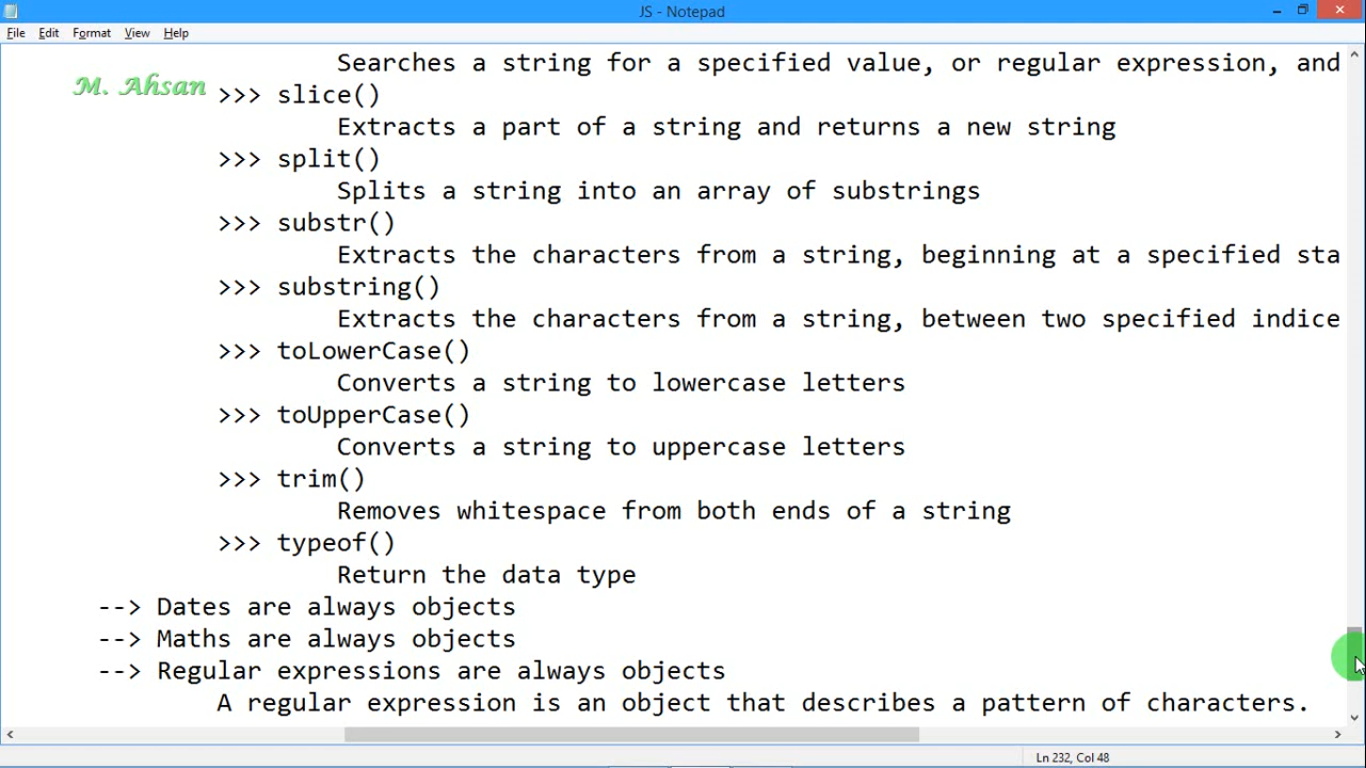 JS - Notepad
File Edit Format View Help
Searches a string for a specified value, or regular expression, and
M. Ahsan
>>> slice()
Extracts a part of a string and returns a new string
>>> split()
Splits a string into an array of substrings
>>> substr()
Extracts the characters from a string, beginning at a specified sta
>>> substring()
Extracts the characters from a string, between two specified indice
>>> toLowerCase()
Converts a string to lowercase letters
>>> toUpperCase()
Converts a string to uppercase letters
>>> trim()
Removes whitespace from both ends of a string
>>> typeof()
Return the data type
--> Dates are always objects
--> Maths are always objects
--> Regular expressions are always objects
A regular expression is an object that describes a pattern of characters.
Ln 232, Col 48